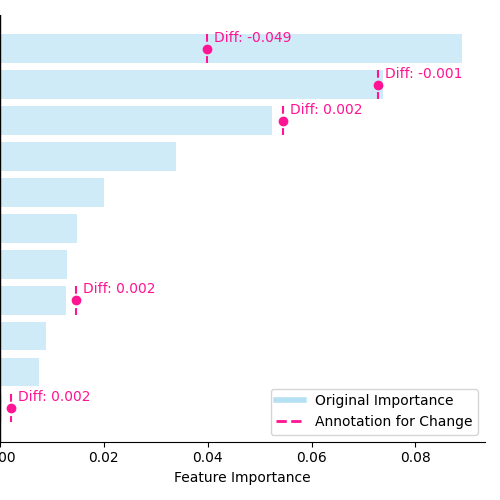 Diff: -0.049
Diff: -0.001
Diff: 0.002
Diff: 0.002
Diff: 0.002
Original Importance
Annotation for Change
00 0.02 0.04 0.06 0.08
Feature Importance